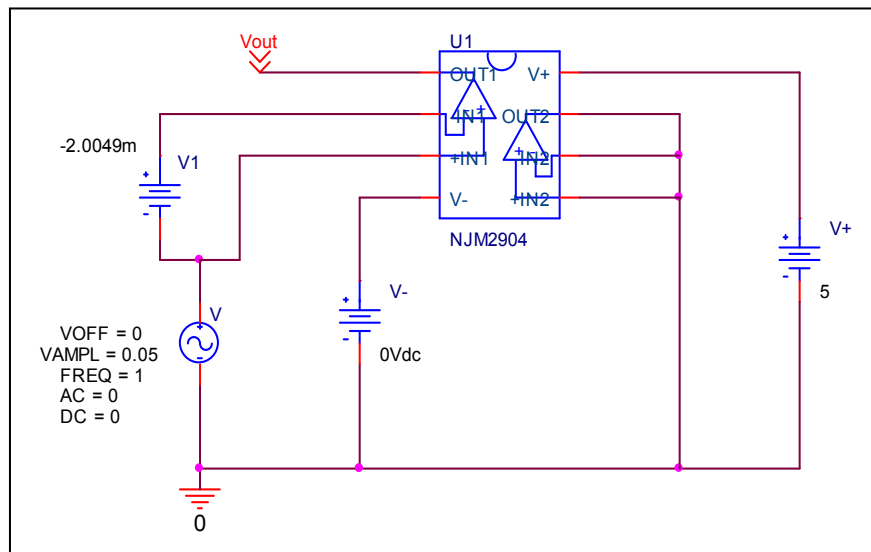 Vout
U1
OUT1
V+
-IN1
OUT2
-2.0049m
V1
+IN1
-IN2
V-
+IN2
NJM2904
V+
V-
5
V
VOFF = 0
VAMPL = 0.05
0Vdc
FREQ = 1
AC = 0
DC = 0
0